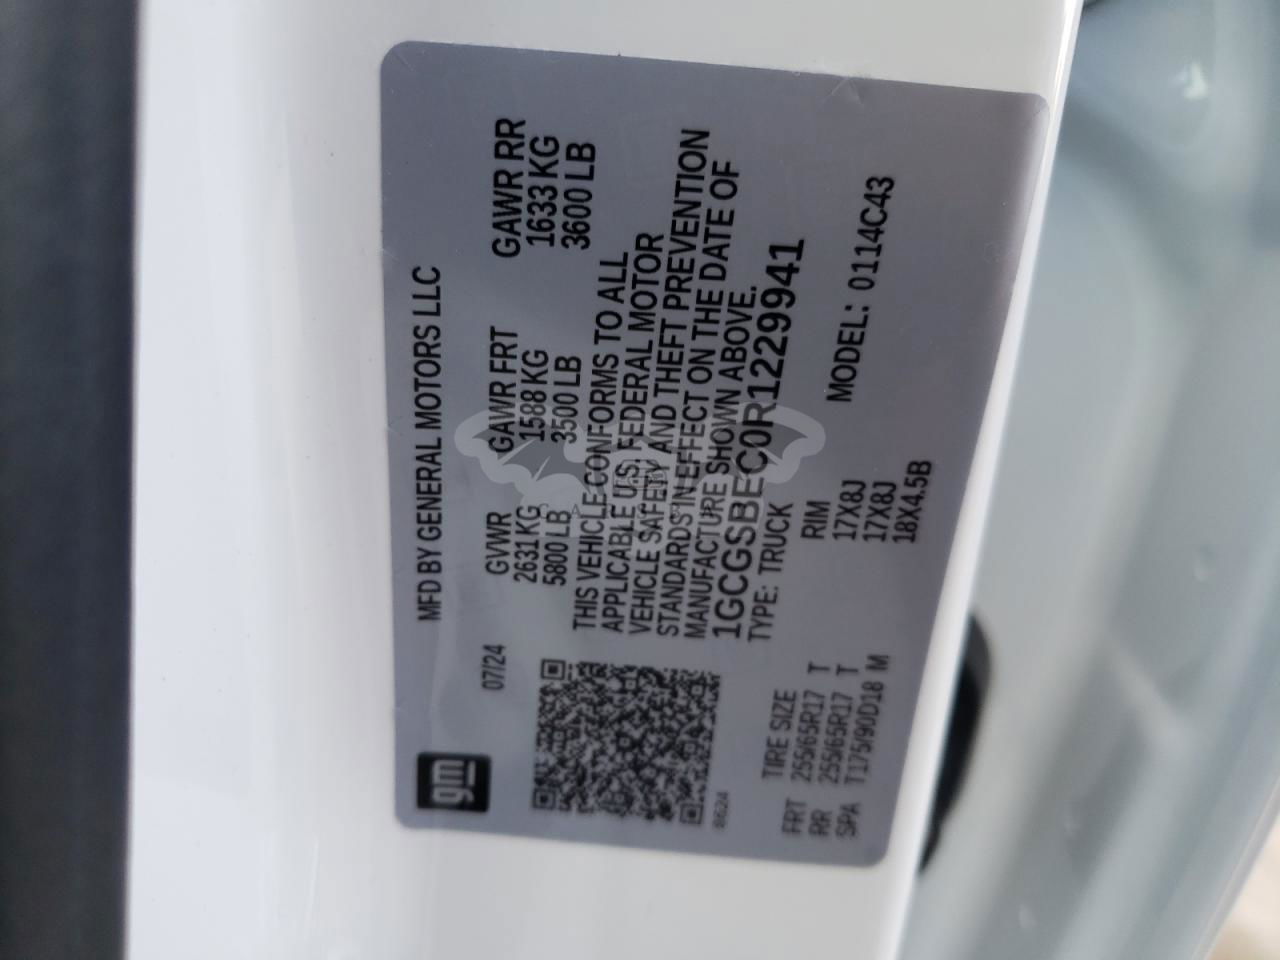 gm
MFD BY GENERAL MOTORS LLC
07/24
GVWR GAWR FRT GAWR RR
2631 KG 1588 KG 1633 KG
5800 LB 3500 LB 3600 LB
THIS VEHICLE CONFORMS TO ALL
APPLICABLE U.S. FEDERAL MOTOR
VEHICLE SAFETY AND THEFT PREVENTION
STANDARDS IN EFFECT ON THE DATE OF
MANUFACTURE SHOWN ABOVE.
1GCGSBEC0R1229941
TYPE: TRUCK
MODEL: 0114C43
TIRE SIZE RIM
FRT 255/65R17 T 17X8J
RR 255/65R17 T 17X8J
SPA T175/90D18 M 18X4.5B